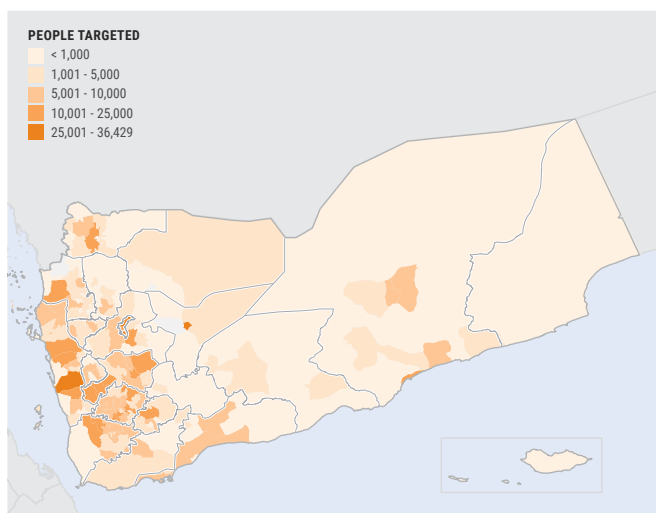 PEOPLE TARGETED
< 1,000
1,001 - 5,000
5,001 - 10,000
10,001 - 25,000
25,001 - 36,429